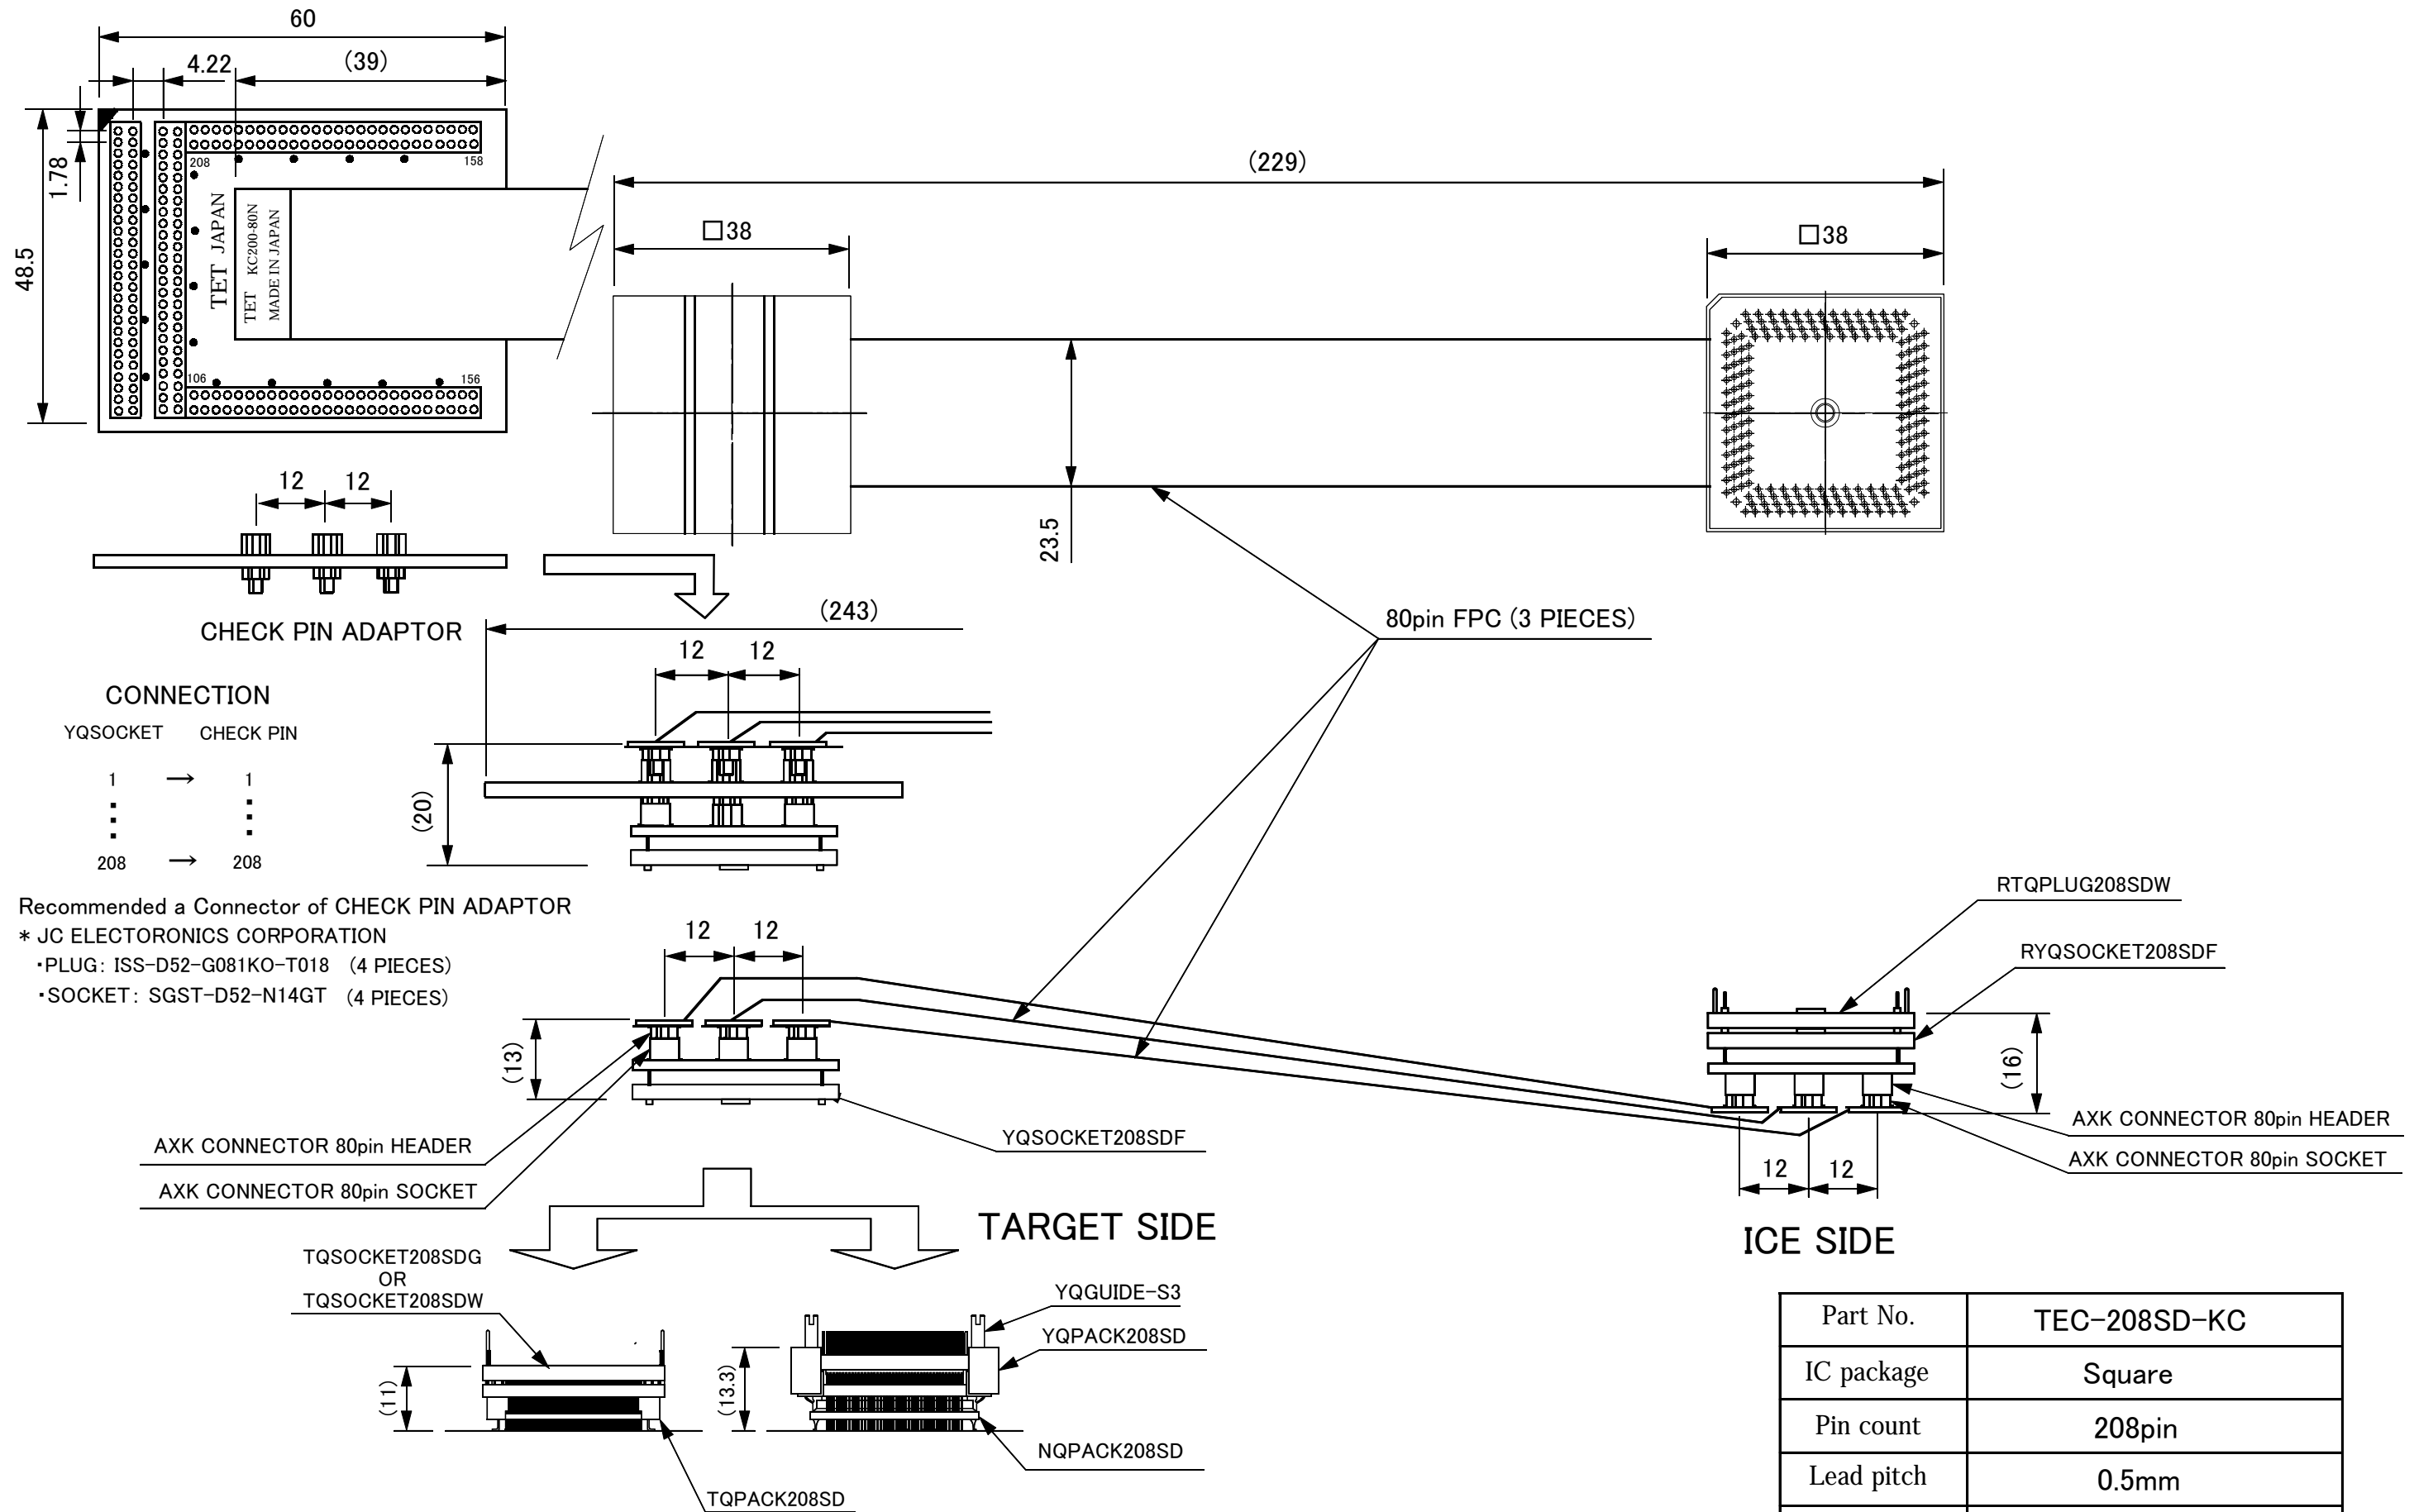 60
4.22
(39)
1.78
48.5
208
158
106
156
TET JAPAN
TET KC200-80N
MADE IN JAPAN
(229)
□38
□38
23.5
12 12
CHECK PIN ADAPTOR
(243)
12 12
(20)
80pin FPC (3 PIECES)
CONNECTION
YQSOCKET CHECK PIN
1 → 1
208 → 208
Recommended a Connector of CHECK PIN ADAPTOR
* JC ELECTORONICS CORPORATION
・PLUG: ISS-D52-G081KO-T018 (4 PIECES)
・SOCKET: SGST-D52-N14GT (4 PIECES)
12 12
(13)
AXK CONNECTOR 80pin HEADER
AXK CONNECTOR 80pin SOCKET
YQSOCKET208SDF
RTQPLUG208SDW
RYQSOCKET208SDF
(16)
AXK CONNECTOR 80pin HEADER
AXK CONNECTOR 80pin SOCKET
12 12
TARGET SIDE
ICE SIDE
TQSOCKET208SDG
OR
TQSOCKET208SDW
(11)
TQPACK208SD
YQGUIDE-S3
YQPACK208SD
(13.3)
NQPACK208SD
Part No. TEC-208SD-KC
IC package Square
Pin count 208pin
Lead pitch 0.5mm